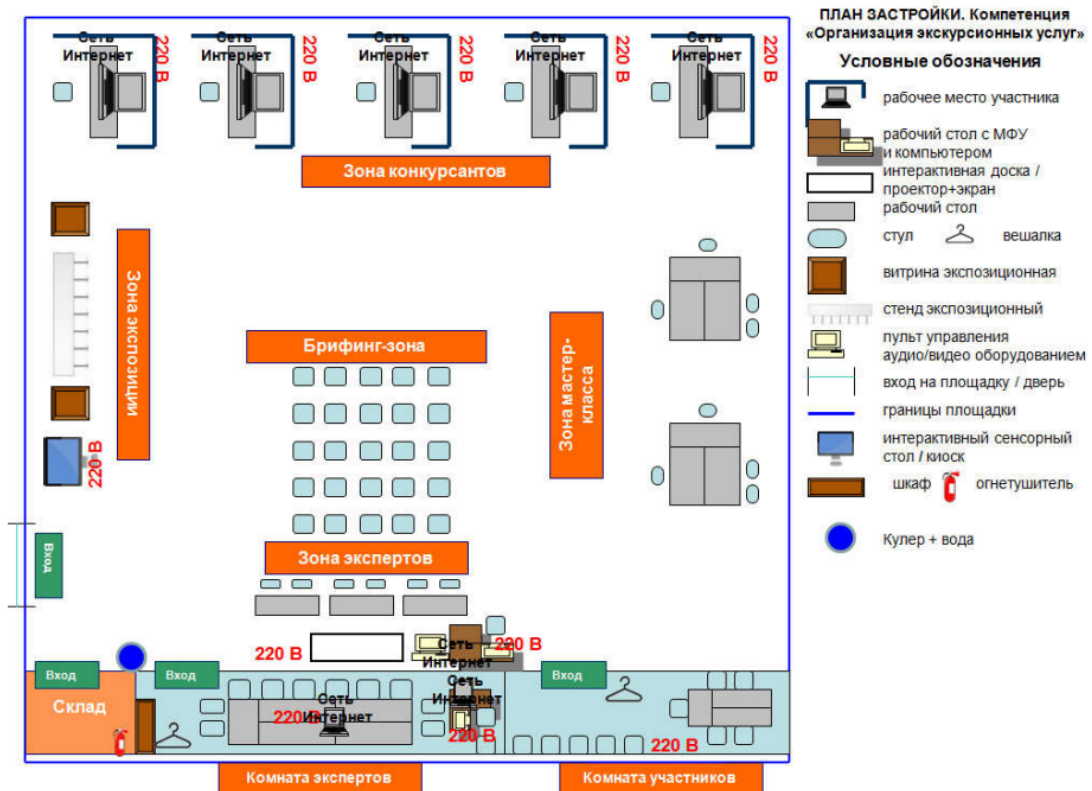 ПЛАН ЗАСТРОЙКИ. Компетенция
«Организация экскурсионных услуг»
Условные обозначения
рабочее место участника
рабочий стол с МФУ
и компьютером
интерактивная доска /
проектор+экран
рабочий стол
стул
вешалка
витрина экспозиционная
стенд экспозиционный
пульт управления
аудио/видео оборудованием
вход на площадку / дверь
границы площадки
интерактивный сенсорный
стол / киоск
шкаф
огнетушитель
Кулер + вода
Сеть
Интернет
220 В
Сеть
Интернет
220 В
Сеть
Интернет
220 В
Сеть
Интернет
220 В
Сеть
Интернет
220 В
Зона конкурсантов
Зона экспозиции
220 В
Брифинг-зона
Зона мастер-
класса
Вход
Зона экспертов
220 В
Сеть
Интернет
220 В
Вход
Вход
Вход
Склад
Сеть
Интернет
220 В
Сеть
Интернет
220 В
220 В
Комната экспертов
Комната участников